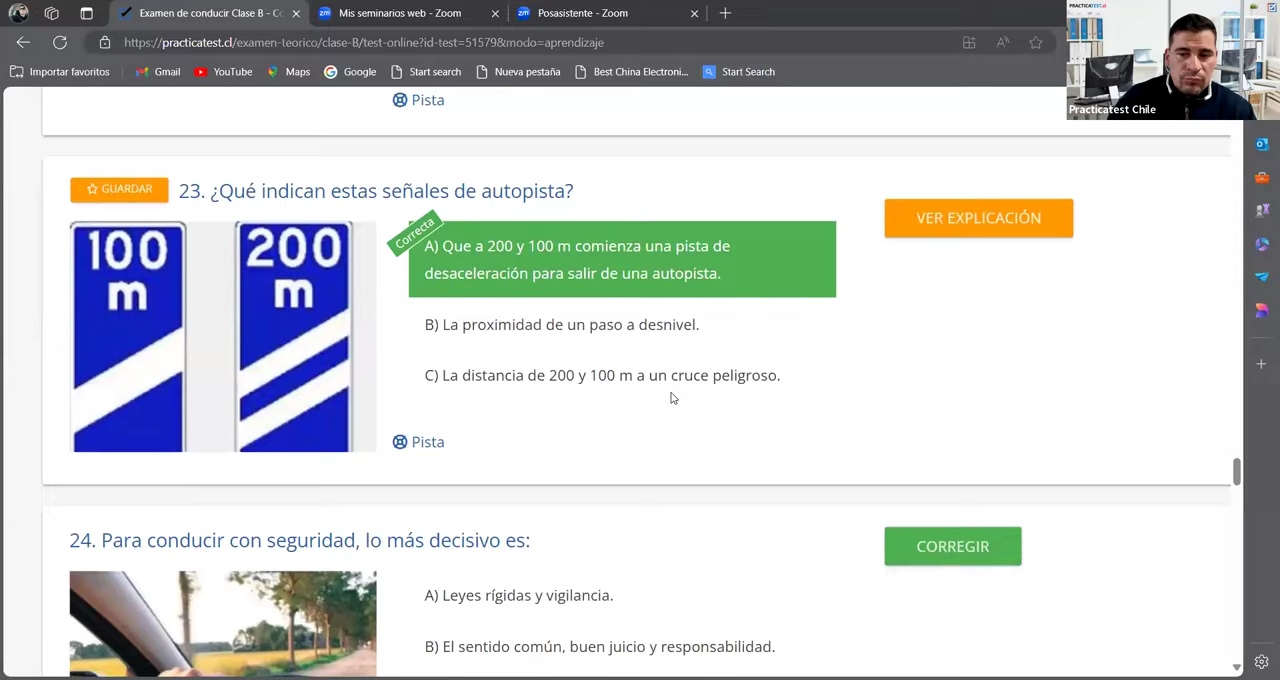 Examen de conducir Clase B - Co
Mis seminarios web - Zoom
Posasistente - Zoom
https://practicatest.cl/examen-teorico/clase-B/test-online?id-test=51579&modo=aprendizaje
Importar favoritos
Gmail
YouTube
Maps
Google
Start search
Nueva pestaña
Best China Electroni...
Start Search
PRACTICATEST.cl
Practicatest Chile
Pista
GUARDAR
23. ¿Qué indican estas señales de autopista?
VER EXPLICACIÓN
100
m
200
m
Correcta
A) Que a 200 y 100 m comienza una pista de
desaceleración para salir de una autopista.
B) La proximidad de un paso a desnivel.
C) La distancia de 200 y 100 m a un cruce peligroso.
Pista
24. Para conducir con seguridad, lo más decisivo es:
CORREGIR
A) Leyes rígidas y vigilancia.
B) El sentido común, buen juicio y responsabilidad.